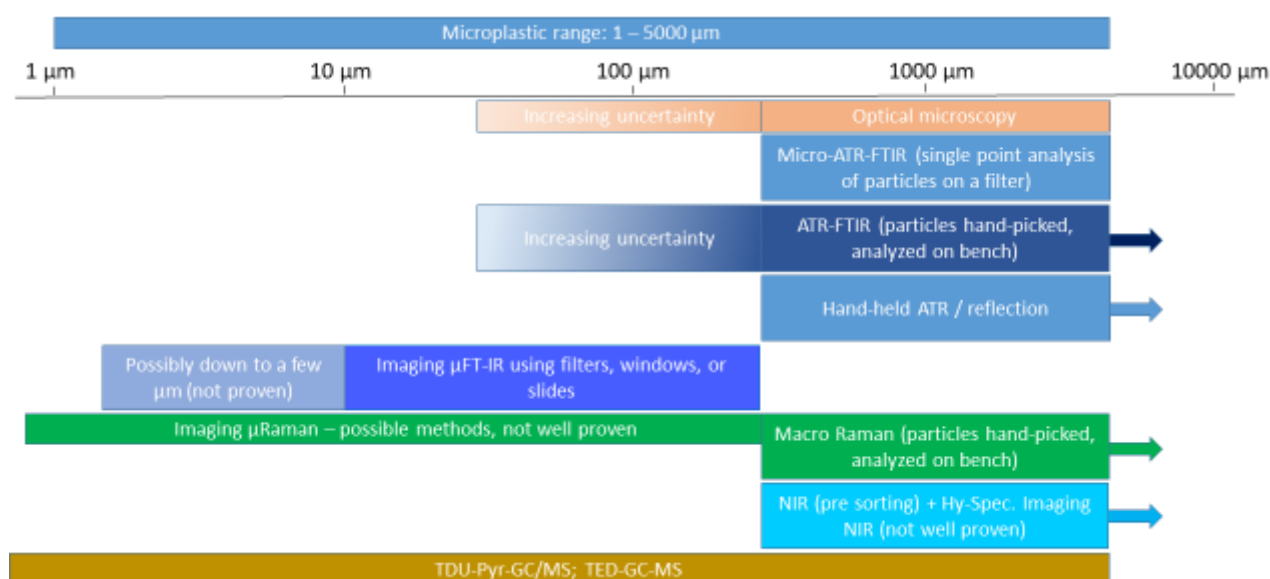 Microplastic range: 1 – 5000 µm
1 µm
10 µm
100 µm
1000 µm
10000 µm
Increasing uncertainty
Optical microscopy
Micro-ATR-FTIR (single point analysis
of particles on a filter)
Increasing uncertainty
ATR-FTIR (particles hand-picked,
analyzed on bench)
Hand-held ATR / reflection
Possibly down to a few
µm (not proven)
Imaging µFT-IR using filters, windows, or
slides
Imaging µRaman – possible methods, not well proven
Macro Raman (particles hand-picked,
analyzed on bench)
NIR (pre sorting) + Hy-Spec. Imaging
NIR (not well proven)
TDU-Pyr-GC/MS; TED-GC-MS